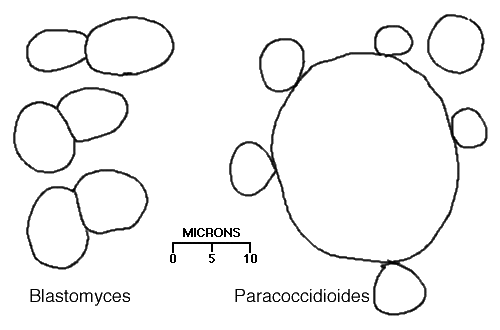 MICRONS
0 5 10
Blastomyces Paracoccidioides